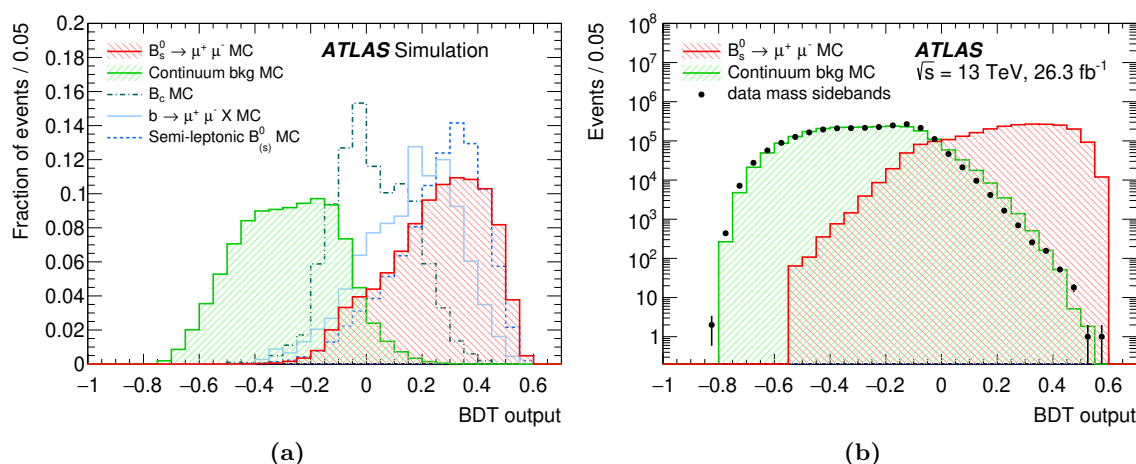 Fraction of events / 0.05
0.2
0.18
0.16
0.14
0.12
0.1
0.08
0.06
0.04
0.02
0
B⁰ₛ → μ⁺ μ⁻ MC
Continuum bkg MC
B_c MC
b → μ⁺ μ⁻ X MC
Semi-leptonic B⁰₍ₛ₎ MC
ATLAS Simulation
−1 −0.8 −0.6 −0.4 −0.2 0 0.2 0.4 0.6
BDT output
(a)
Events / 0.05
10⁸
10⁷
10⁶
10⁵
10⁴
10³
10²
10
1
B⁰ₛ → μ⁺ μ⁻ MC
Continuum bkg MC
data mass sidebands
ATLAS
√s = 13 TeV, 26.3 fb⁻¹
−1 −0.8 −0.6 −0.4 −0.2 0 0.2 0.4 0.6
BDT output
(b)